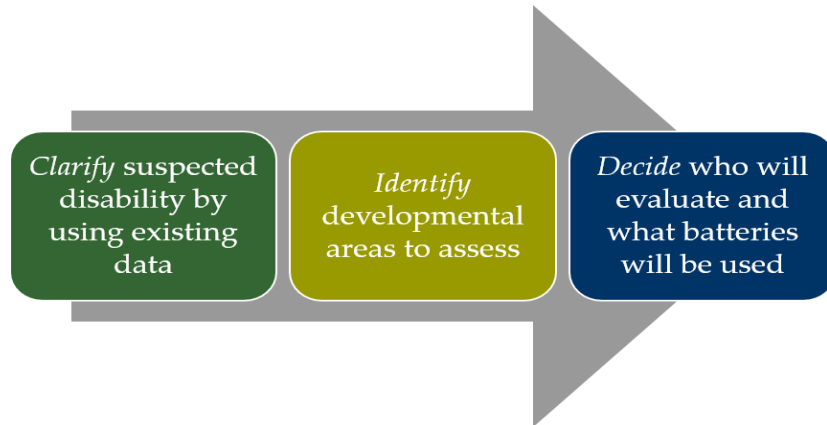 Clarify suspected
disability by
using existing
data
Identify
developmental
areas to assess
Decide who will
evaluate and
what batteries
will be used